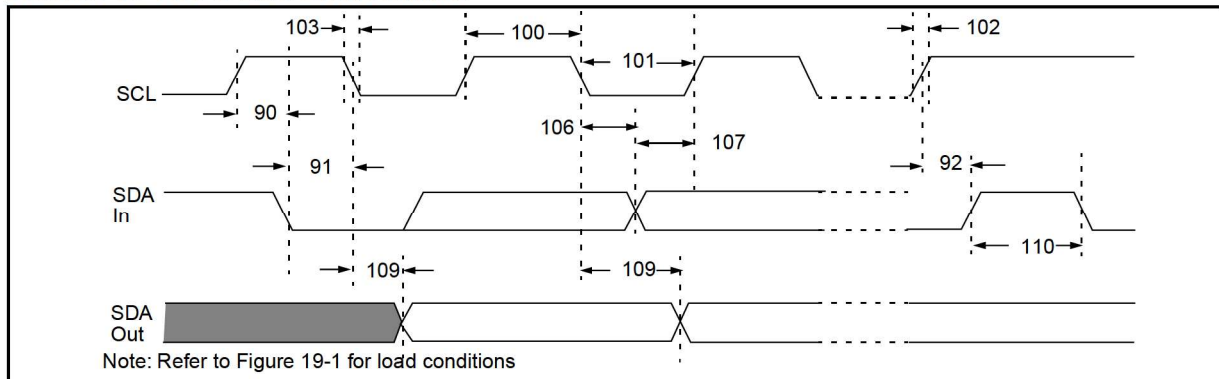 103
100
102
101
SCL
90
106
107
91
92
SDA
In
109
109
110
SDA
Out
Note: Refer to Figure 19-1 for load conditions